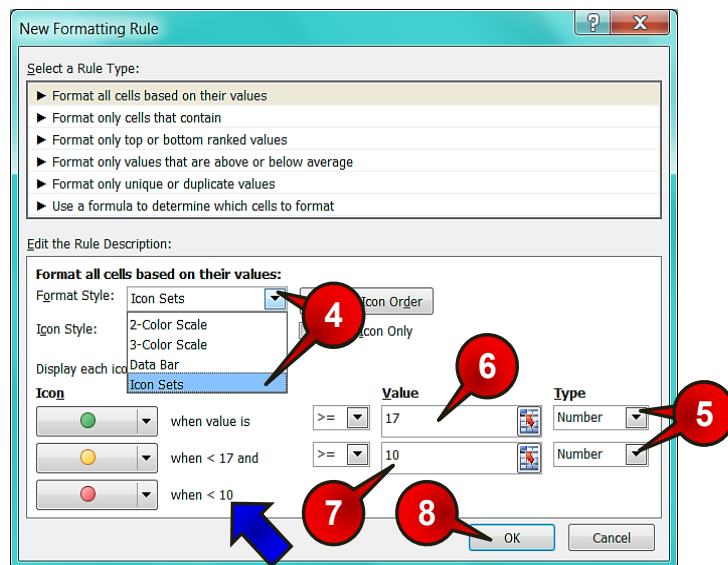 New Formatting Rule
Select a Rule Type:
► Format all cells based on their values
► Format only cells that contain
► Format only top or bottom ranked values
► Format only values that are above or below average
► Format only unique or duplicate values
► Use a formula to determine which cells to format
Edit the Rule Description:
Format all cells based on their values:
Format Style: Icon Sets 4 Icon Order
Icon Style: 2-Color Scale Icon Only
3-Color Scale
Display each ico Data Bar 6
Icon Sets
Icon Value Type
when value is >= 17 Number 5
when < 17 and >= 10 Number
when < 10
7 8
OK Cancel